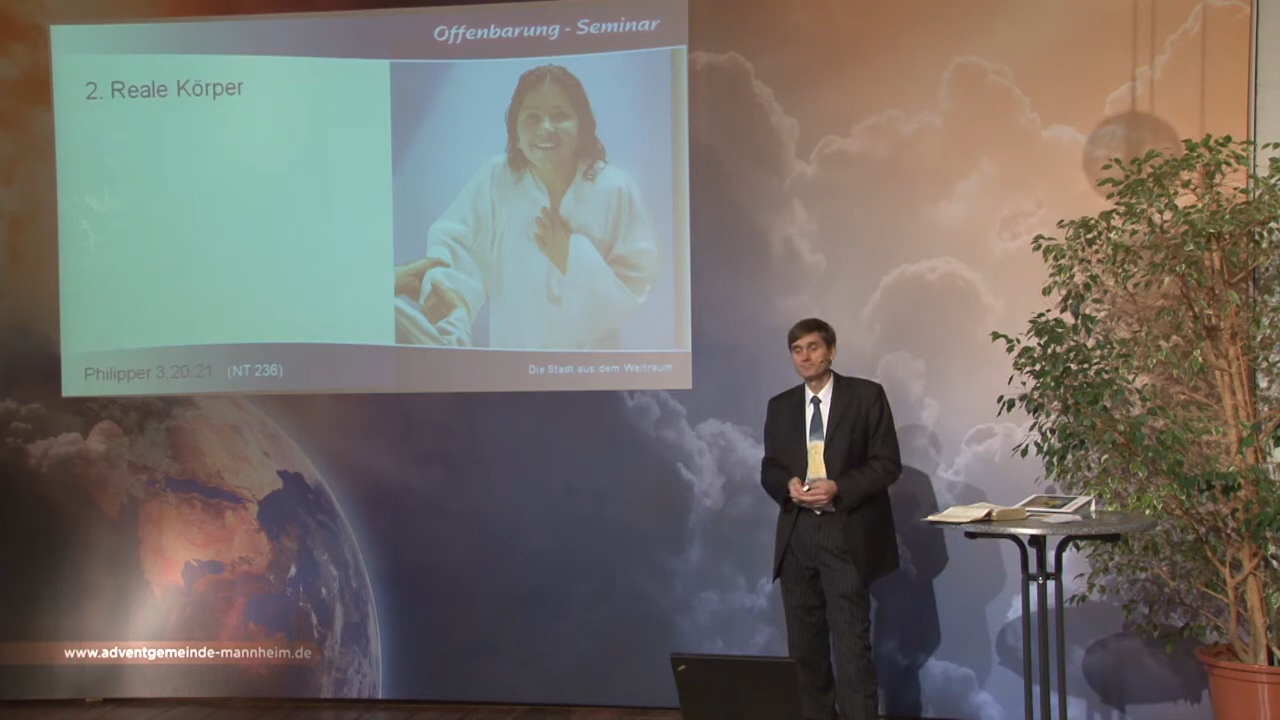 Offenbarung - Seminar
2. Reale Körper
Philipper 3.20.21 (NT 236)
Die Stadt aus dem Weltraum
www.adventgemeinde-mannheim.de